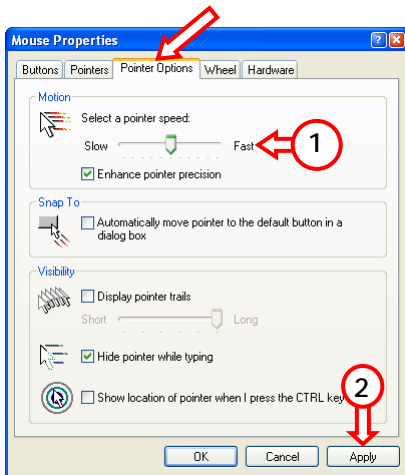 Mouse Properties
Buttons Pointers Pointer Options Wheel Hardware
Motion
Select a pointer speed:
Slow Fast 1
Enhance pointer precision
Snap To
Automatically move pointer to the default button in a
dialog box
Visibility
Display pointer trails
Short Long
Hide pointer while typing
2
Show location of pointer when I press the CTRL key
OK Cancel Apply